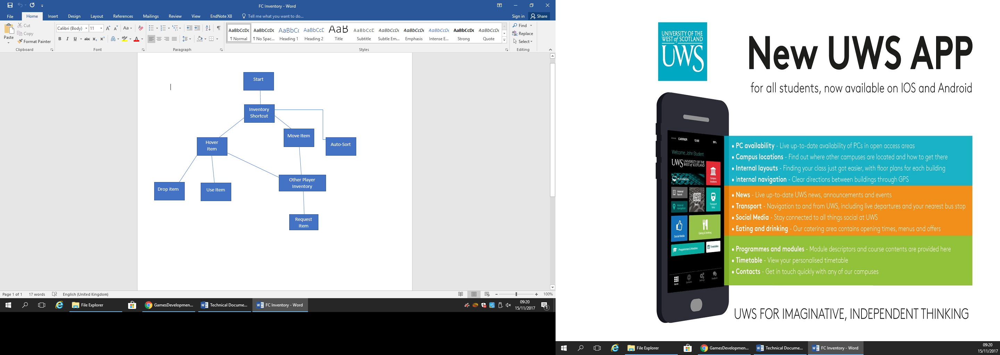 FC Inventory - Word
File Home Insert Design Layout References Mailings Review View EndNote X8 Tell me what you want to do... Sign in Share
Paste
Cut
Copy
Format Painter
Clipboard
Calibri (Body) 11
Font
Paragraph
AaBbCcDc AaBbCcDc AaBbCc AaBbCcD AaB AaBbCcD AaBbCcDc AaBbCcDc AaBbCcDc AaBbCcDc AaBbCcDc
¶ Normal ¶ No Spac... Heading 1 Heading 2 Title Subtitle Subtle Em... Emphasis Intense E... Strong Quote
Styles
Find
Replace
Select
Editing
Start
Inventory
Shortcut
Move Item
Hover
Item
Auto-Sort
Drop item
Use Item
Other Player
Inventory
Request
Item
Page 1 of 1 17 words English (United Kingdom) 100%
File Explorer GamesDevelopmen... Technical Docume... FC Inventory - Word
09:20
15/11/2017
UNIVERSITY OF THE
WEST of SCOTLAND
UWS
New UWS APP
for all students, now available on IOS and Android
CARRIER 12:00 99%
Welcome, John Student
UWS UNIVERSITY OF THE
WEST of SCOTLAND
PC Availability
Campus
locations
Internal
layout
News
Transport
links
Internal
navigation
Social Media
Eating & Drinking
Programmes & Modules
Timetables
Home Contacts Settings Feedback
• PC availability - Live up-to-date availability of PCs in open access areas
• Campus locations - Find out where other campuses are located and how to get there
• Internal layouts - Finding your class just got easier, with floor plans for each building
• Internal navigation - Clear directions between buildings through GPS
• News - Live up-to-date UWS news, announcements and events
• Transport - Navigation to and from UWS, including live departures and your nearest bus stop
• Social Media - Stay connected to all things social at UWS
• Eating and drinking - Our catering area contains opening times, menus and offers
• Programmes and modules - Module descriptors and course contents are provided here
• Timetable - View your personalised timetable
• Contacts - Get in touch quickly with any of our campuses
UWS FOR IMAGINATIVE, INDEPENDENT THINKING
File Explorer GamesDevelopmen... Technical Docume... FC Inventory - Word
09:20
15/11/2017